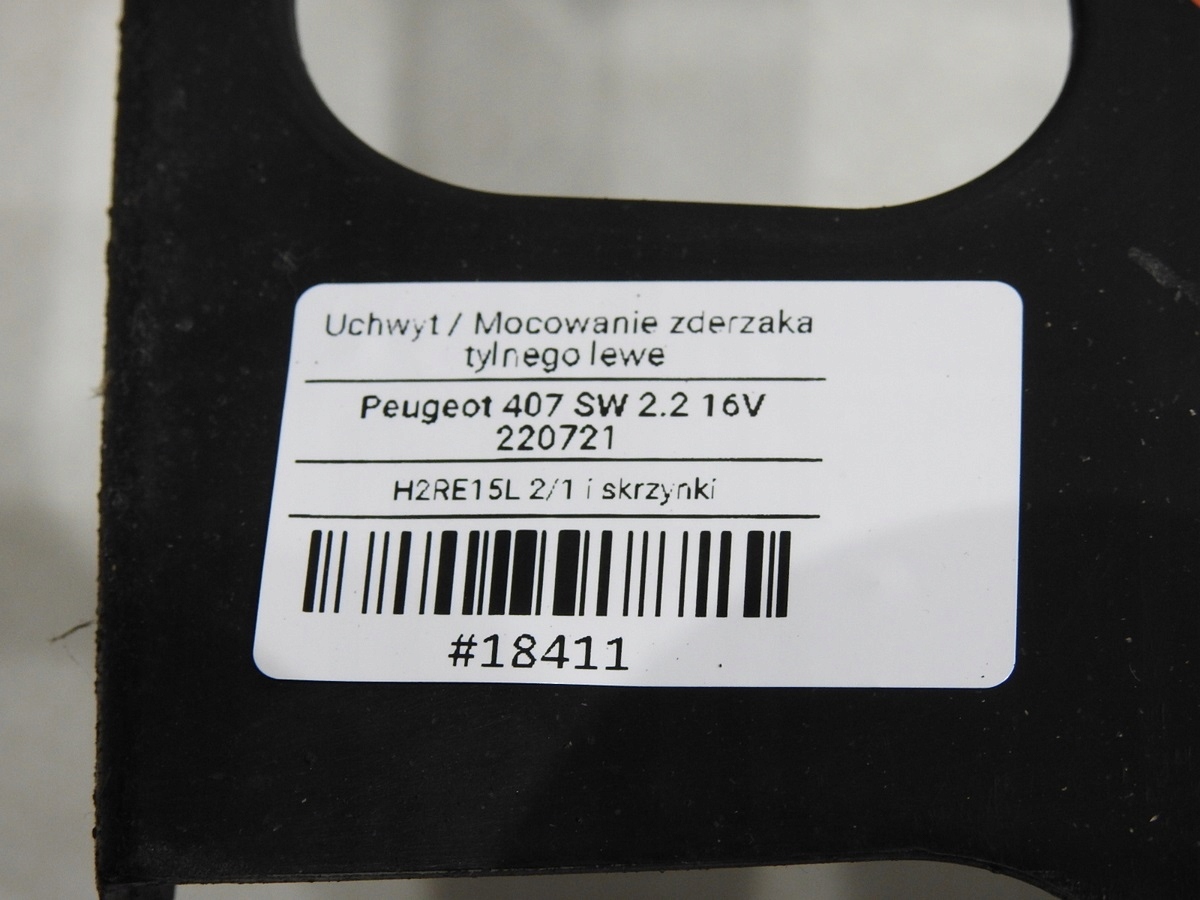 Uchwyt / Mocowanie zderzaka
tylnego lewe
Peugeot 407 SW 2.2 16V
220721
H2RE15L 2/1 i skrzynki
#18411